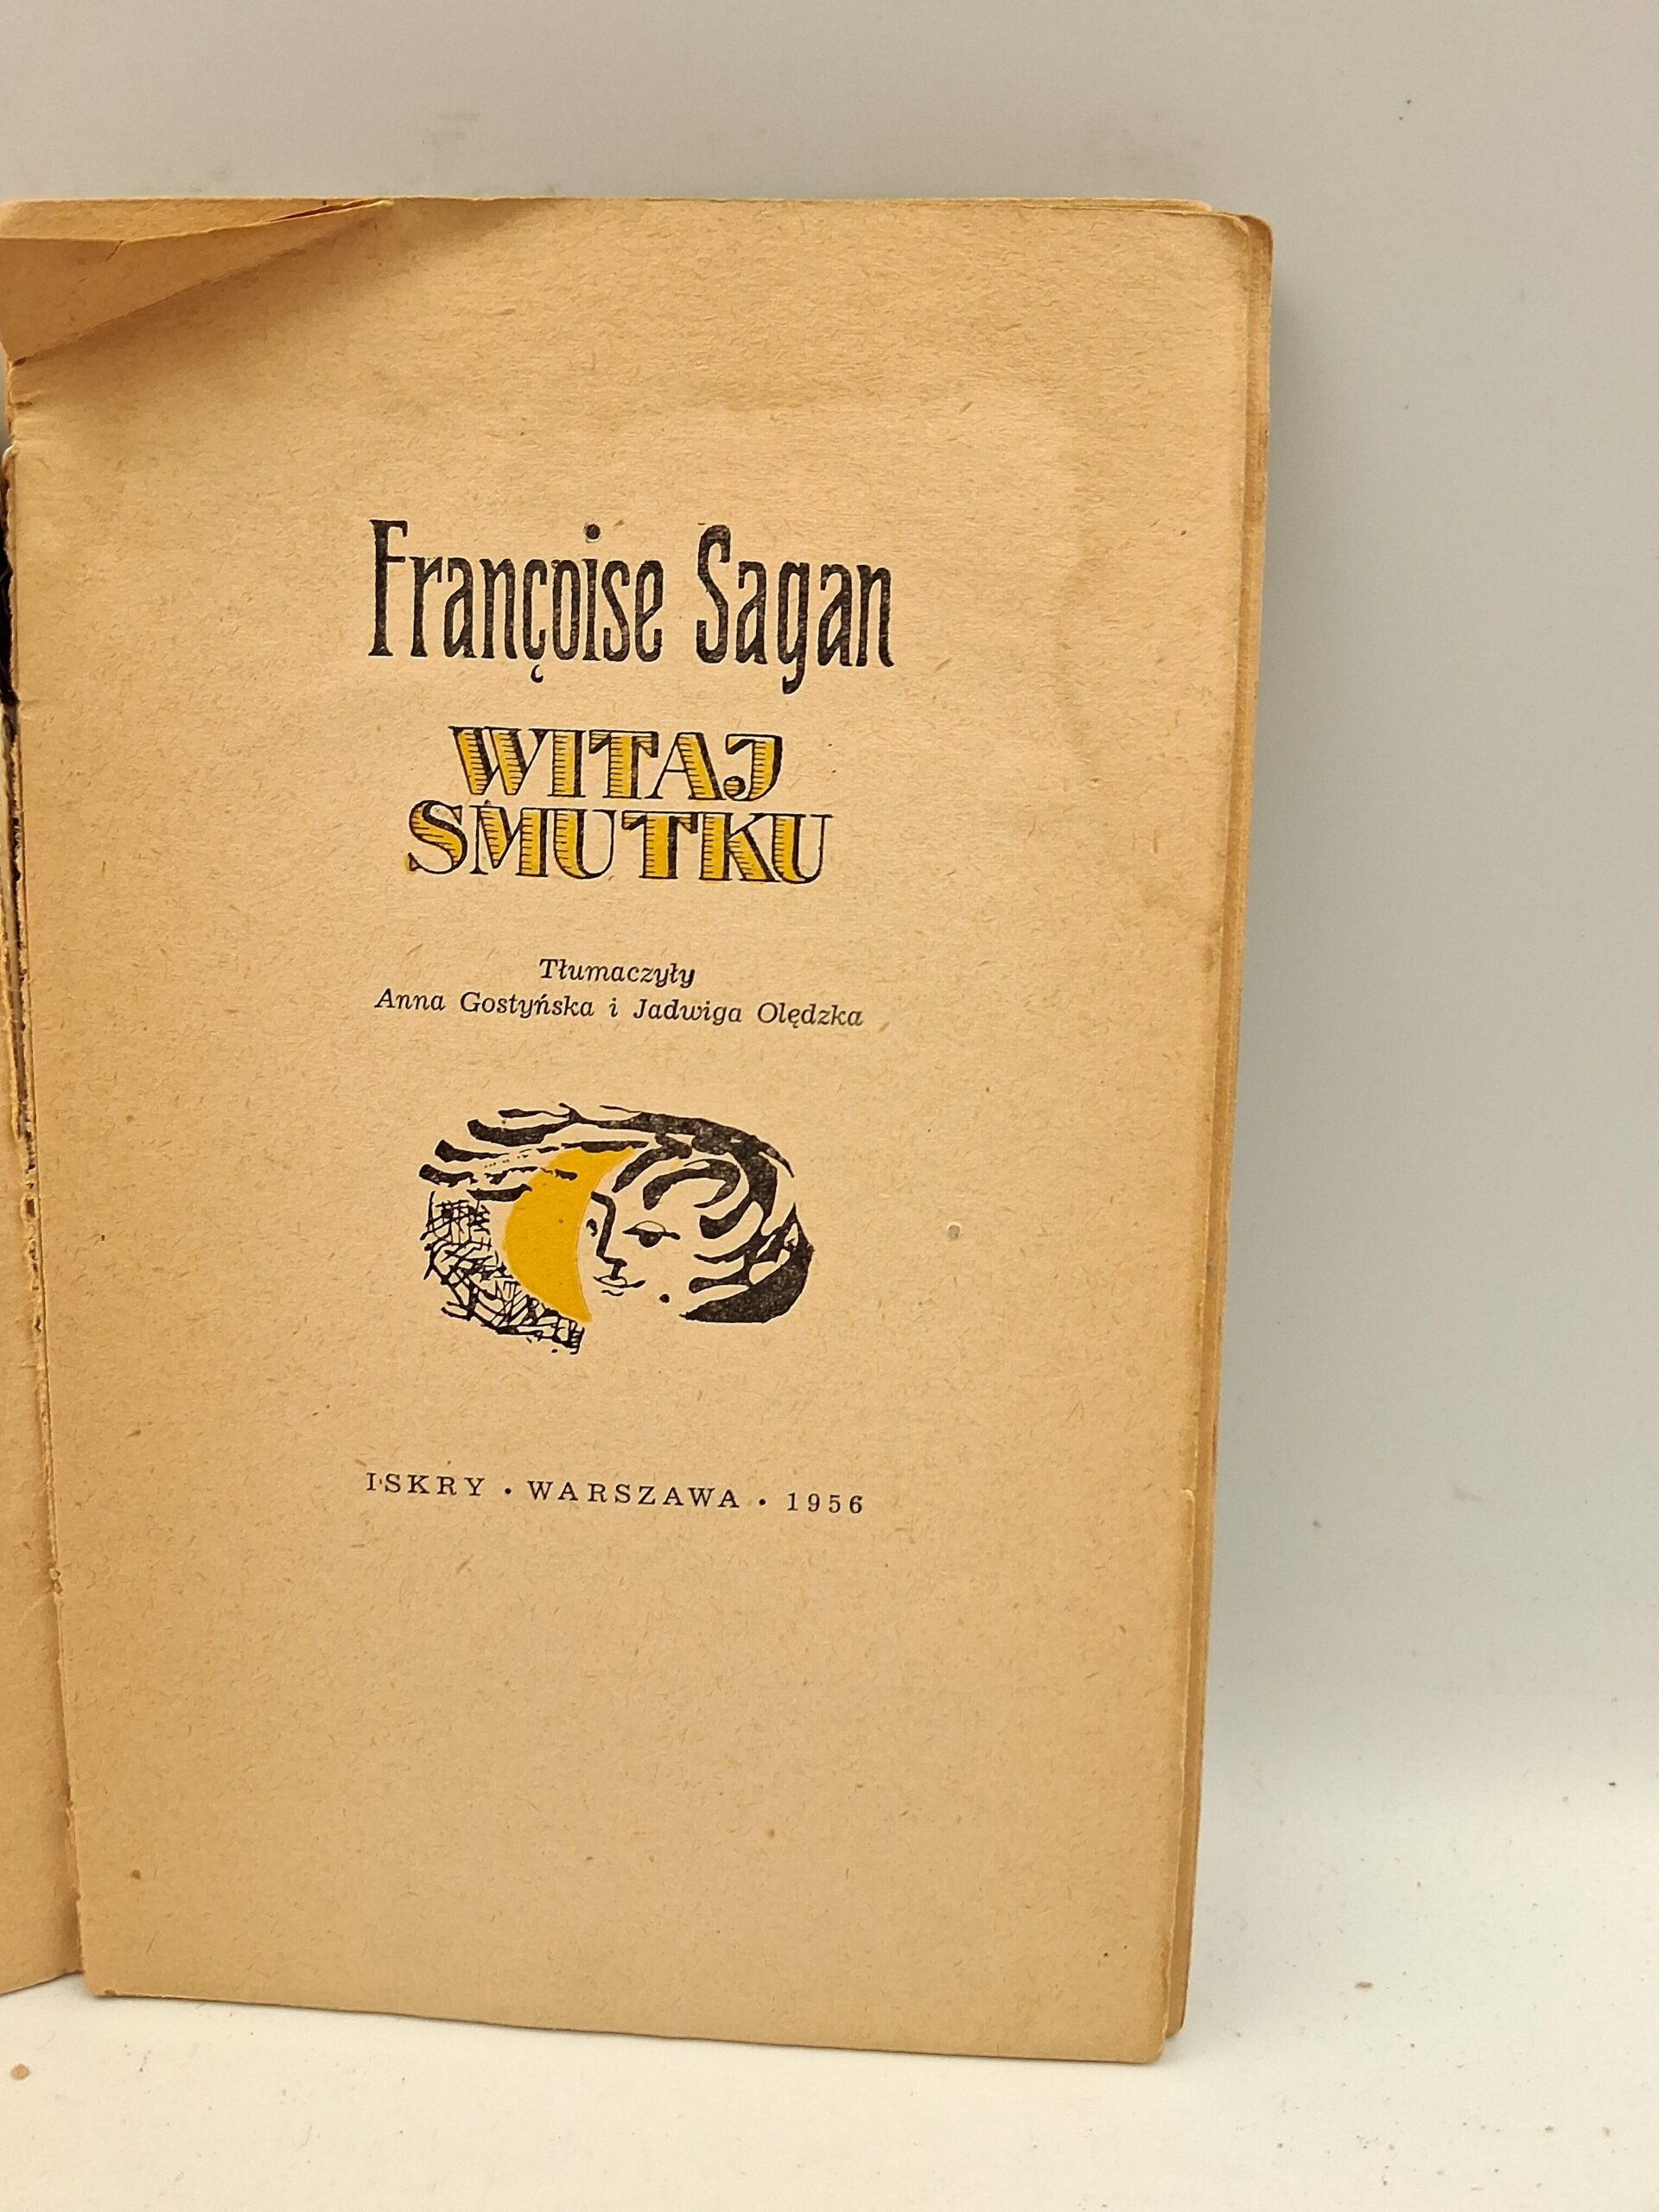 Françoise Sagan
WITAJ
SMUTKU
Tłumaczyły
Anna Gostyńska i Jadwiga Olędzka
ISKRY • WARSZAWA • 1956